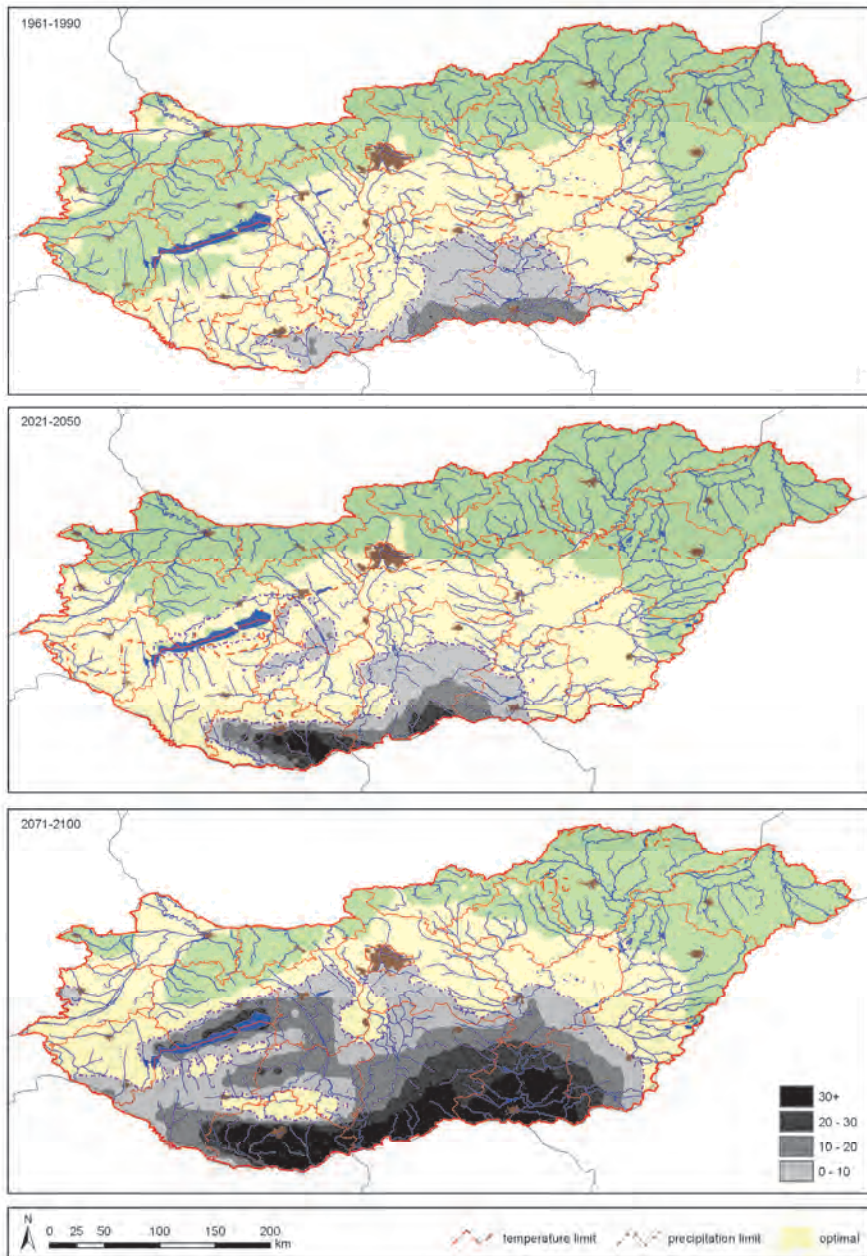 1961-1990
2021-2050
2071-2100
30+
20 - 30
10 - 20
0 - 10
N
0 25 50 100 150 200
km
temperature limit
precipitation limit
optimal